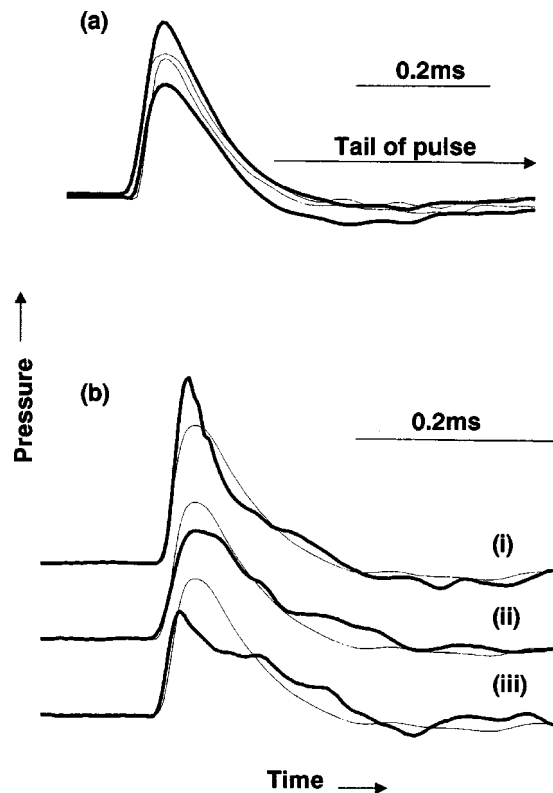 (a)
0.2ms
Tail of pulse
Pressure
(b)
0.2ms
(i)
(ii)
(iii)
Time